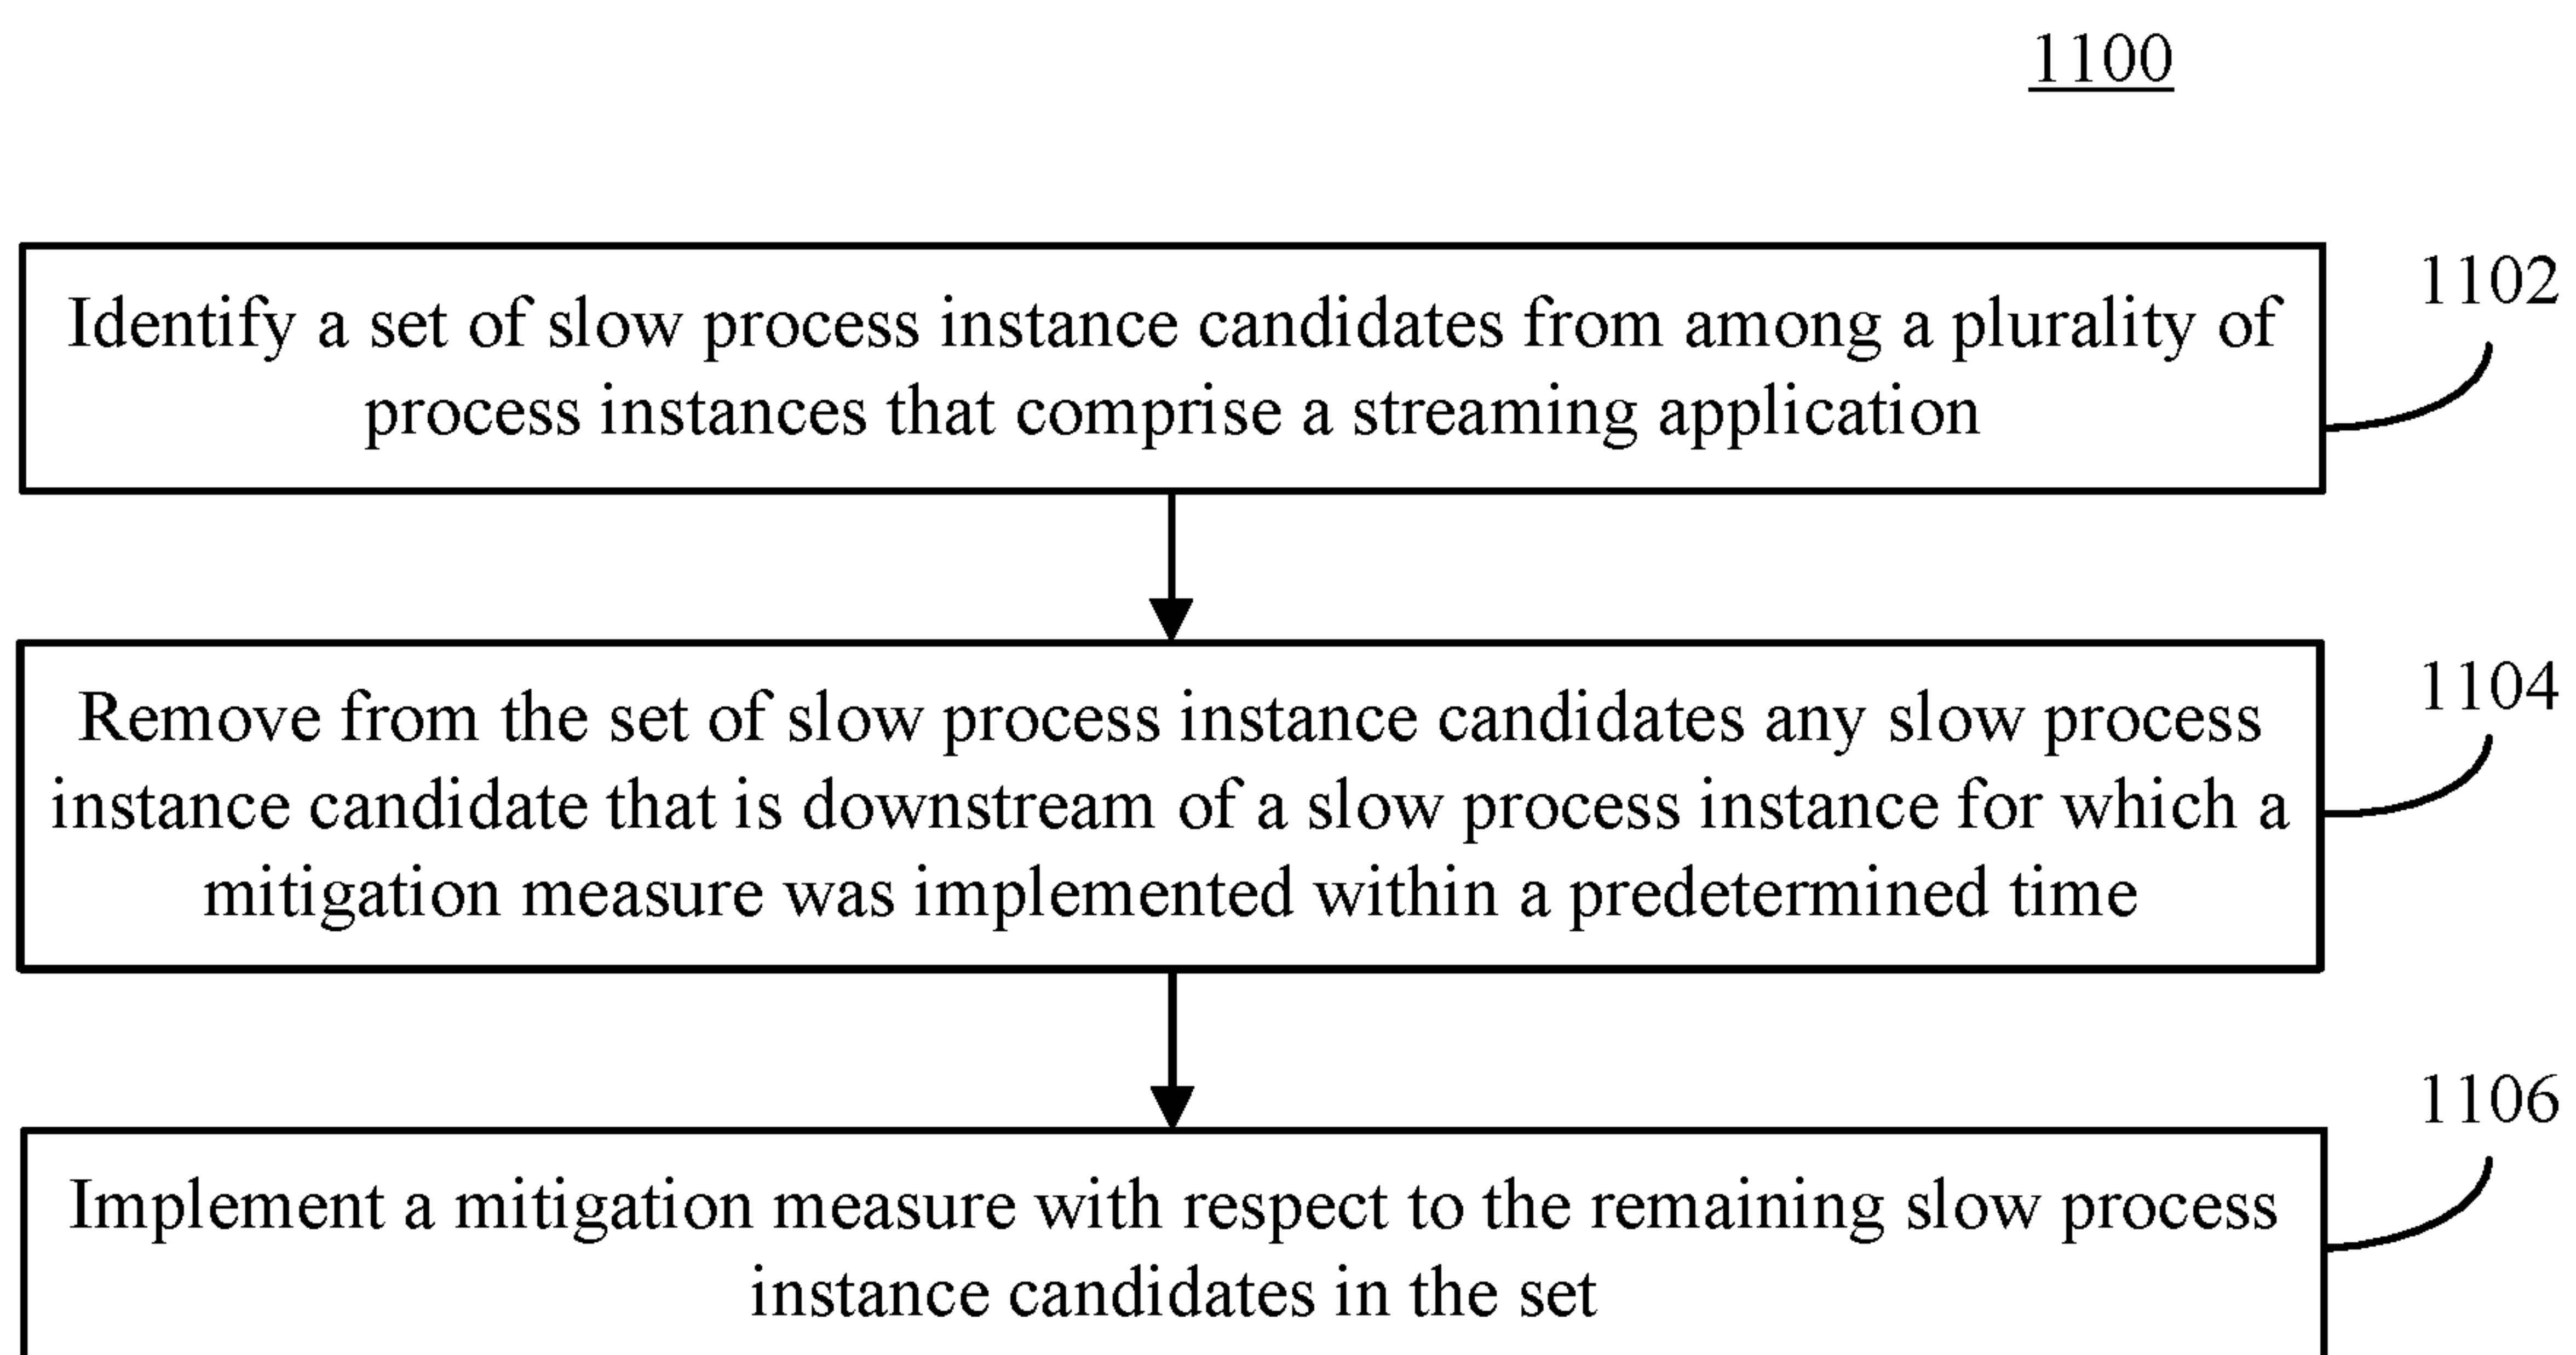 1100
Identify a set of slow process instance candidates from among a plurality of
process instances that comprise a streaming application
1102
Remove from the set of slow process instance candidates any slow process
instance candidate that is downstream of a slow process instance for which a
mitigation measure was implemented within a predetermined time
1104
Implement a mitigation measure with respect to the remaining slow process
instance candidates in the set
1106